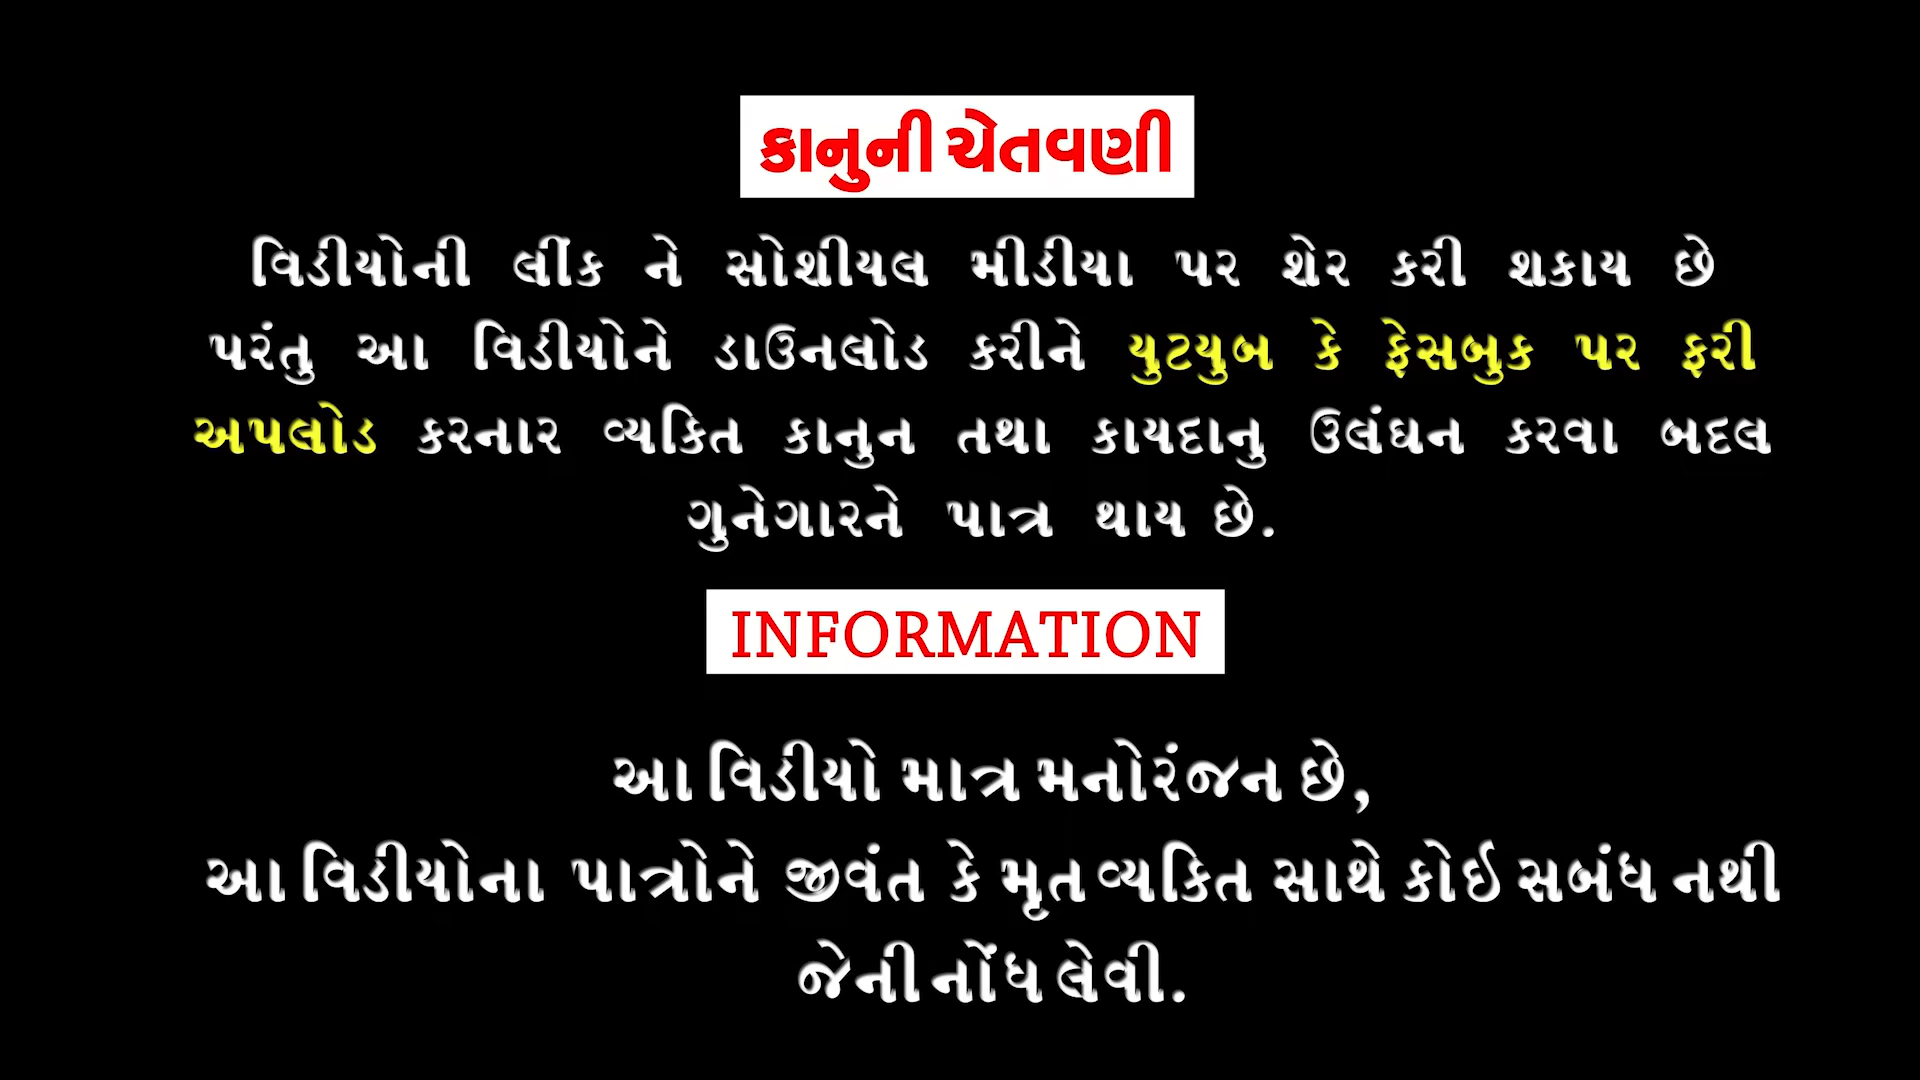 કાનુની ચેતવણી
વિડીયોની લીંક ને સોશીયલ મીડીયા પર શેર કરી શકાય છે
પરંતુ આ વિડીયોને ડાઉનલોડ કરીને યુટયુબ કે ફેસબુક પર ફરી
અપલોડ કરનાર વ્યકિત કાનુન તથા કાયદાનુ ઉલંઘન કરવા બદલ
ગુનેગારને પાત્ર થાય છે.
INFORMATION
આ વિડીયો માત્ર મનોરંજન છે,
આ વિડીયોના પાત્રોને જીવંત કે મૃત વ્યકિત સાથે કોઇ સબંધ નથી
જેની નોંધ લેવી.